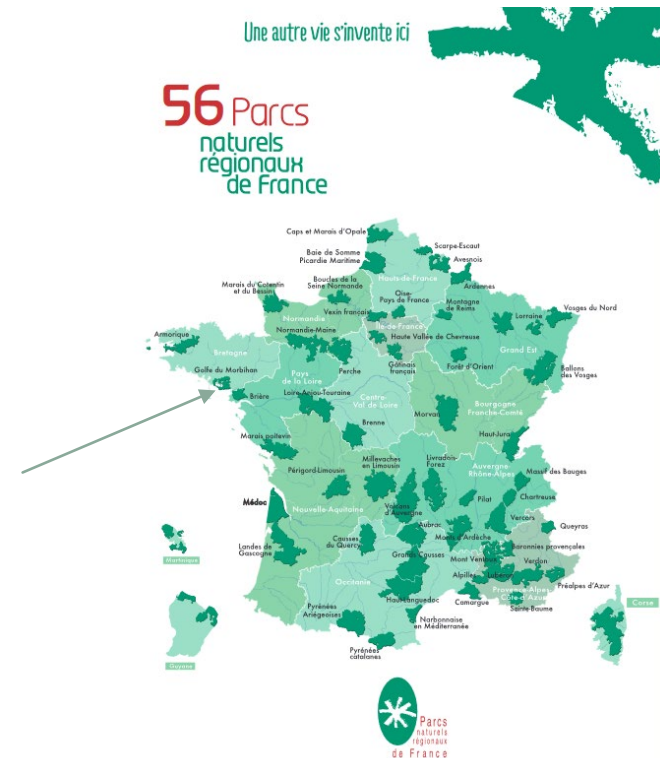 Une autre vie s'invente ici
56 Parcs
naturels
régionaux
de France
Caps et Marais d'Opale
Scarpe-Escaut
Baie de Somme
Picardie Maritime
Avesnois
Hauts-de-France
Ardennes
Marais du Cotentin
et du Bessin
Boucles de la
Seine Normande
Oise-
Pays de France
Montagne
de Reims
Vosges du Nord
Lorraine
Vexin français
Normandie
Île-de-France
Normandie-Maine
Haute Vallée de Chevreuse
Armorique
Bretagne
Grand Est
Golfe du Morbihan
Pays
de la Loire
Perche
Gâtinais
français
Forêt d'Orient
Ballons
des Vosges
Brière
Loire-Anjou-Touraine
Centre-
Val de Loire
Bourgogne
Franche-Comté
Morvan
Marais poitevin
Brenne
Haut-Jura
Périgord-Limousin
Millevaches
en Limousin
Livradois-
Forez
Auvergne-
Rhône-Alpes
Massif des Bauges
Médoc
Nouvelle-Aquitaine
Volcans
d'Auvergne
Pilat
Chartreuse
Vercors
Queyras
Aubrac
Monts d'Ardèche
Landes de
Gascogne
Causses
du Quercy
Grands Causses
Mont Ventoux
Baronnies provençales
Verdon
Alpilles
Luberon
Préalpes d'Azur
Occitanie
Provence-Alpes
Côte d'Azur
Haut-Languedoc
Camargue
Sainte-Baume
Pyrénées
Ariégeoises
Narbonnaise
en Méditerranée
Pyrénées
catalanes
Martinique
Guyane
Corse
Parcs
naturels
régionaux
de France